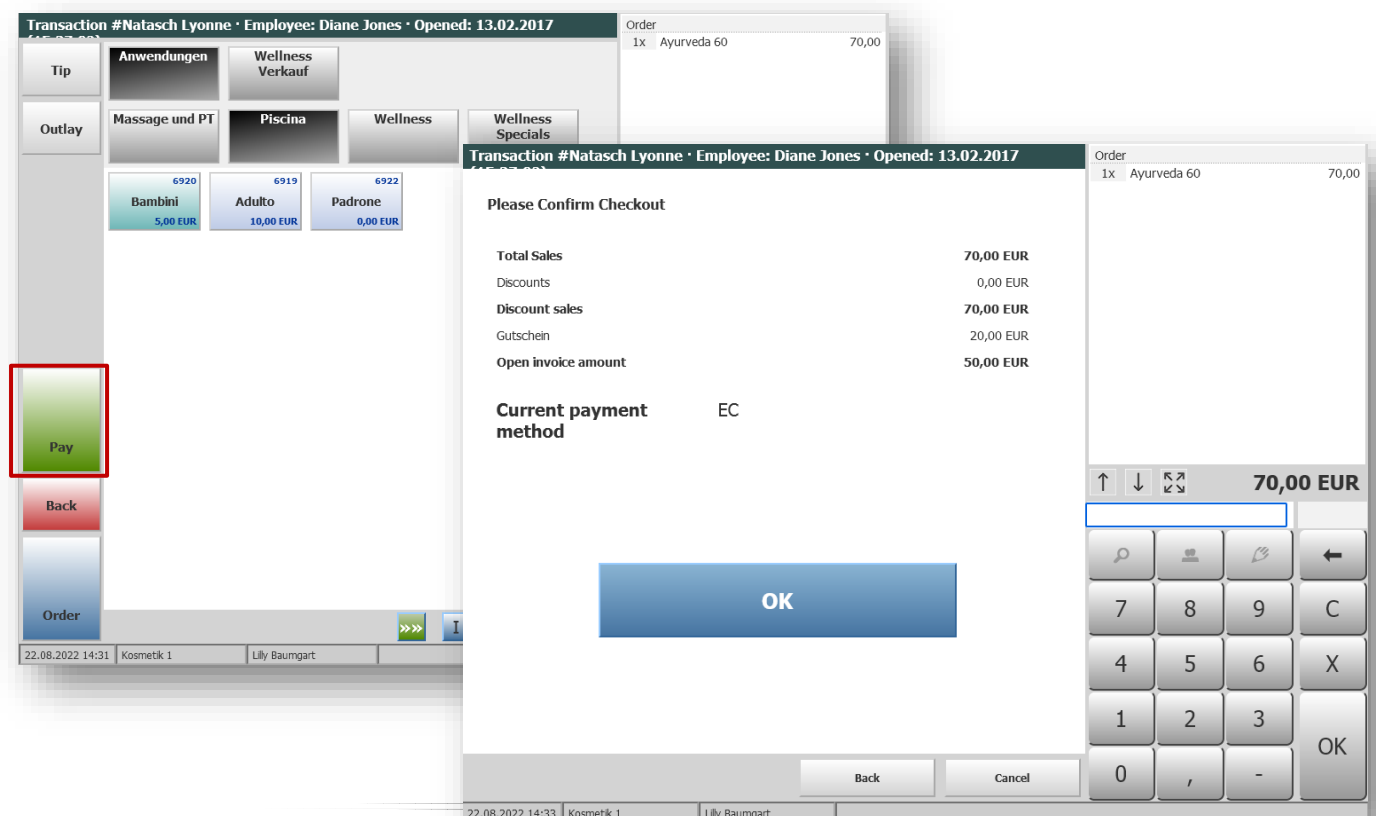 Transaction #Natasch Lyonne · Employee: Diane Jones · Opened: 13.02.2017
Order
1x Ayurveda 60 70,00
Tip
Anwendungen
Wellness
Verkauf
Outlay
Massage und PT
Piscina
Wellness
Wellness
Specials
6920
Bambini
5,00 EUR
6919
Adulto
10,00 EUR
6922
Padrone
0,00 EUR
Pay
Back
Order
»»
I
22.08.2022 14:31 Kosmetik 1 Lilly Baumgart
Transaction #Natasch Lyonne · Employee: Diane Jones · Opened: 13.02.2017
Order
1x Ayurveda 60 70,00
Please Confirm Checkout
Total Sales 70,00 EUR
Discounts 0,00 EUR
Discount sales 70,00 EUR
Gutschein 20,00 EUR
Open invoice amount 50,00 EUR
Current payment EC
method
OK
↑ ↓ 70,00 EUR
7 8 9 C
4 5 6 X
1 2 3
OK
0 , -
Back Cancel
22.08.2022 14:33 Kosmetik 1 Lilly Baumgart